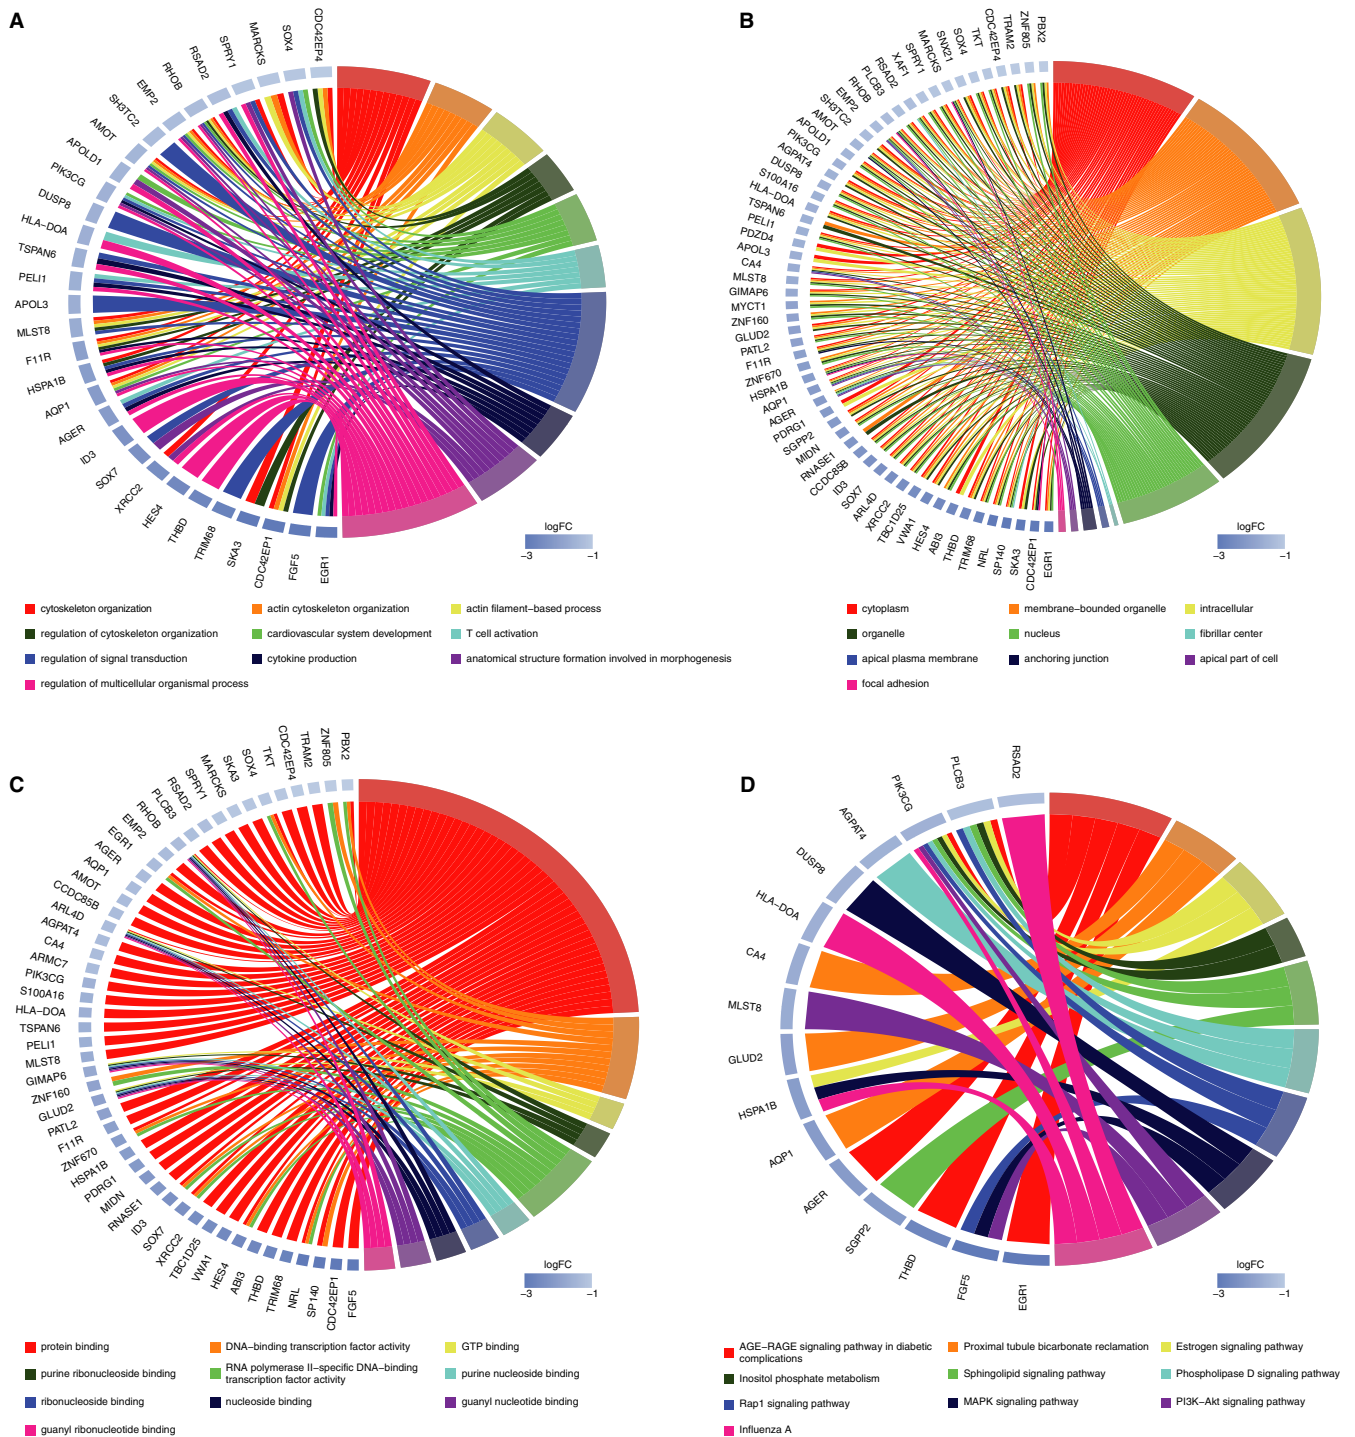 A
CDC42EP4
SOX4
MARCKS
SPRY1
RSAD2
RHOB
EMP2
SH3TC2
AMOT
APOLD1
PIK3CG
DUSP8
HLA−DOA
TSPAN6
PELI1
APOL3
MLST8
F11R
HSPA1B
AQP1
AGER
ID3
SOX7
XRCC2
HES4
THBD
TRIM68
SKA3
CDC42EP1
FGF5
EGR1
logFC
−3 −1
cytoskeleton organization
actin cytoskeleton organization
actin filament−based process
regulation of cytoskeleton organization
cardiovascular system development
T cell activation
regulation of signal transduction
cytokine production
anatomical structure formation involved in morphogenesis
regulation of multicellular organismal process
B
PBX2
ZNF805
TRAM2
CDC42EP4
TKT
SOX4
SNX21
MARCKS
SPRY1
XAF1
RSAD2
PLCB3
RHOB
EMP2
SH3TC2
AMOT
APOLD1
PIK3CG
AGPAT4
DUSP8
S100A16
HLA−DOA
TSPAN6
PELI1
PDZD4
APOL3
CA4
MLST8
GIMAP6
MYCT1
ZNF160
GLUD2
PATL2
F11R
ZNF670
HSPA1B
AQP1
AGER
PDRG1
SGPP2
MIDN
RNASE1
CCDC85B
ID3
SOX7
ARL4D
XRCC2
TBC1D25
VWA1
HES4
ABI3
THBD
TRIM68
NRL
SP140
SKA3
CDC42EP1
EGR1
logFC
−3 −1
cytoplasm
membrane−bounded organelle
intracellular
organelle
nucleus
fibrillar center
apical plasma membrane
anchoring junction
apical part of cell
focal adhesion
C
PBX2
ZNF805
TRAM2
CDC42EP4
TKT
SOX4
SKA3
MARCKS
SPRY1
RSAD2
PLCB3
RHOB
EMP2
EGR1
AGER
AQP1
AMOT
CCDC85B
ARL4D
AGPAT4
CA4
ARMC7
PIK3CG
S100A16
HLA−DOA
TSPAN6
PELI1
MLST8
GIMAP6
ZNF160
GLUD2
PATL2
F11R
ZNF670
HSPA1B
PDRG1
MIDN
RNASE1
ID3
SOX7
XRCC2
TBC1D25
VWA1
HES4
ABI3
THBD
TRIM68
NRL
SP140
CDC42EP1
FGF5
logFC
−3 −1
protein binding
DNA−binding transcription factor activity
GTP binding
purine ribonucleoside binding
RNA polymerase II−specific DNA−binding
transcription factor activity
purine nucleoside binding
ribonucleoside binding
nucleoside binding
guanyl nucleotide binding
guanyl ribonucleotide binding
D
RSAD2
PLCB3
PIK3CG
AGPAT4
DUSP8
HLA−DOA
CA4
MLST8
GLUD2
HSPA1B
AQP1
AGER
SGPP2
THBD
FGF5
EGR1
logFC
−3 −1
AGE−RAGE signaling pathway in diabetic
complications
Proximal tubule bicarbonate reclamation
Estrogen signaling pathway
Inositol phosphate metabolism
Sphingolipid signaling pathway
Phospholipase D signaling pathway
Rap1 signaling pathway
MAPK signaling pathway
PI3K−Akt signaling pathway
Influenza A